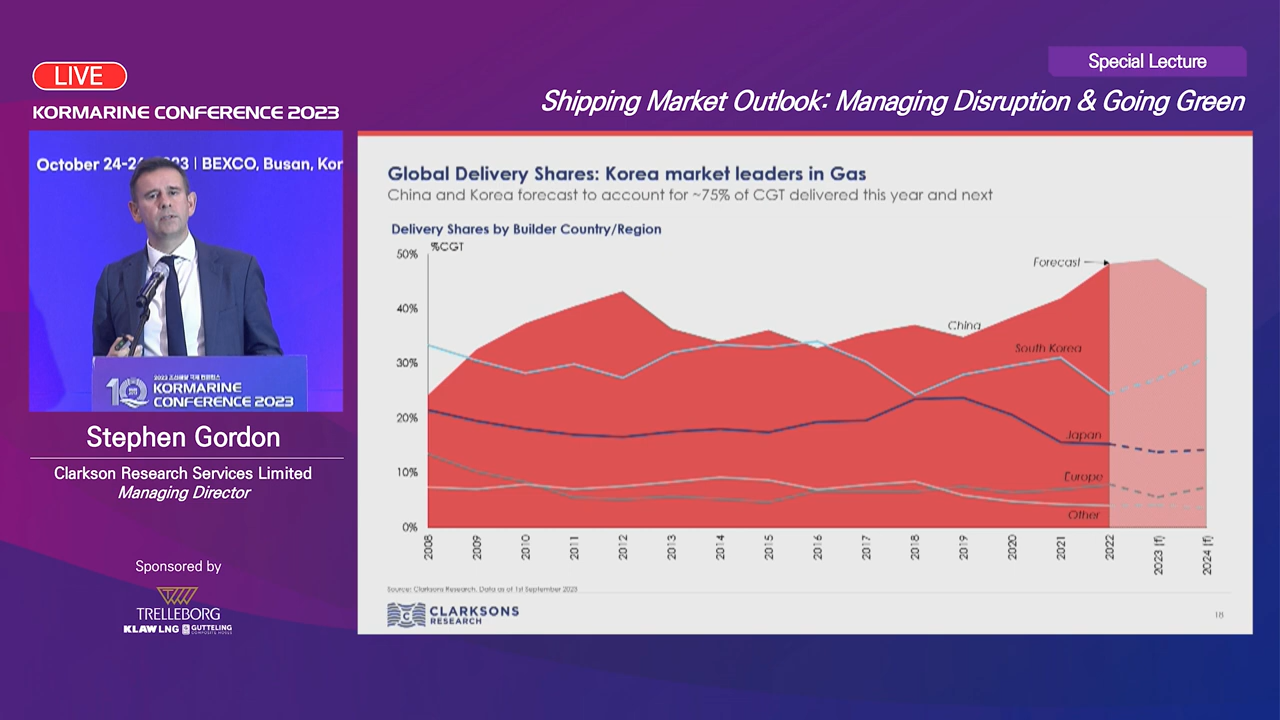 LIVE
KORMARINE CONFERENCE 2023
Special Lecture
Shipping Market Outlook: Managing Disruption & Going Green
October 24-2 23 | BEXCO, Busan, Kor
10
KORMARINE
CONFERENCE 2023
Stephen Gordon
Clarkson Research Services Limited
Managing Director
Sponsored by
TRELLEBORG
KLAW LNG GUTTELING
Global Delivery Shares: Korea market leaders in Gas
China and Korea forecast to account for ~75% of CGT delivered this year and next
Delivery Shares by Builder Country/Region
%CGT
50%
40%
30%
20%
10%
0%
Forecast
China
South Korea
Japan
Europe
Other
2008 2009 2010 2011 2012 2013 2014 2015 2016 2017 2018 2019 2020 2021 2022 2023 (f) 2024 (f)
Source: Clarksons Research. Data as of 1st September 2023
CLARKSONS
RESEARCH
18